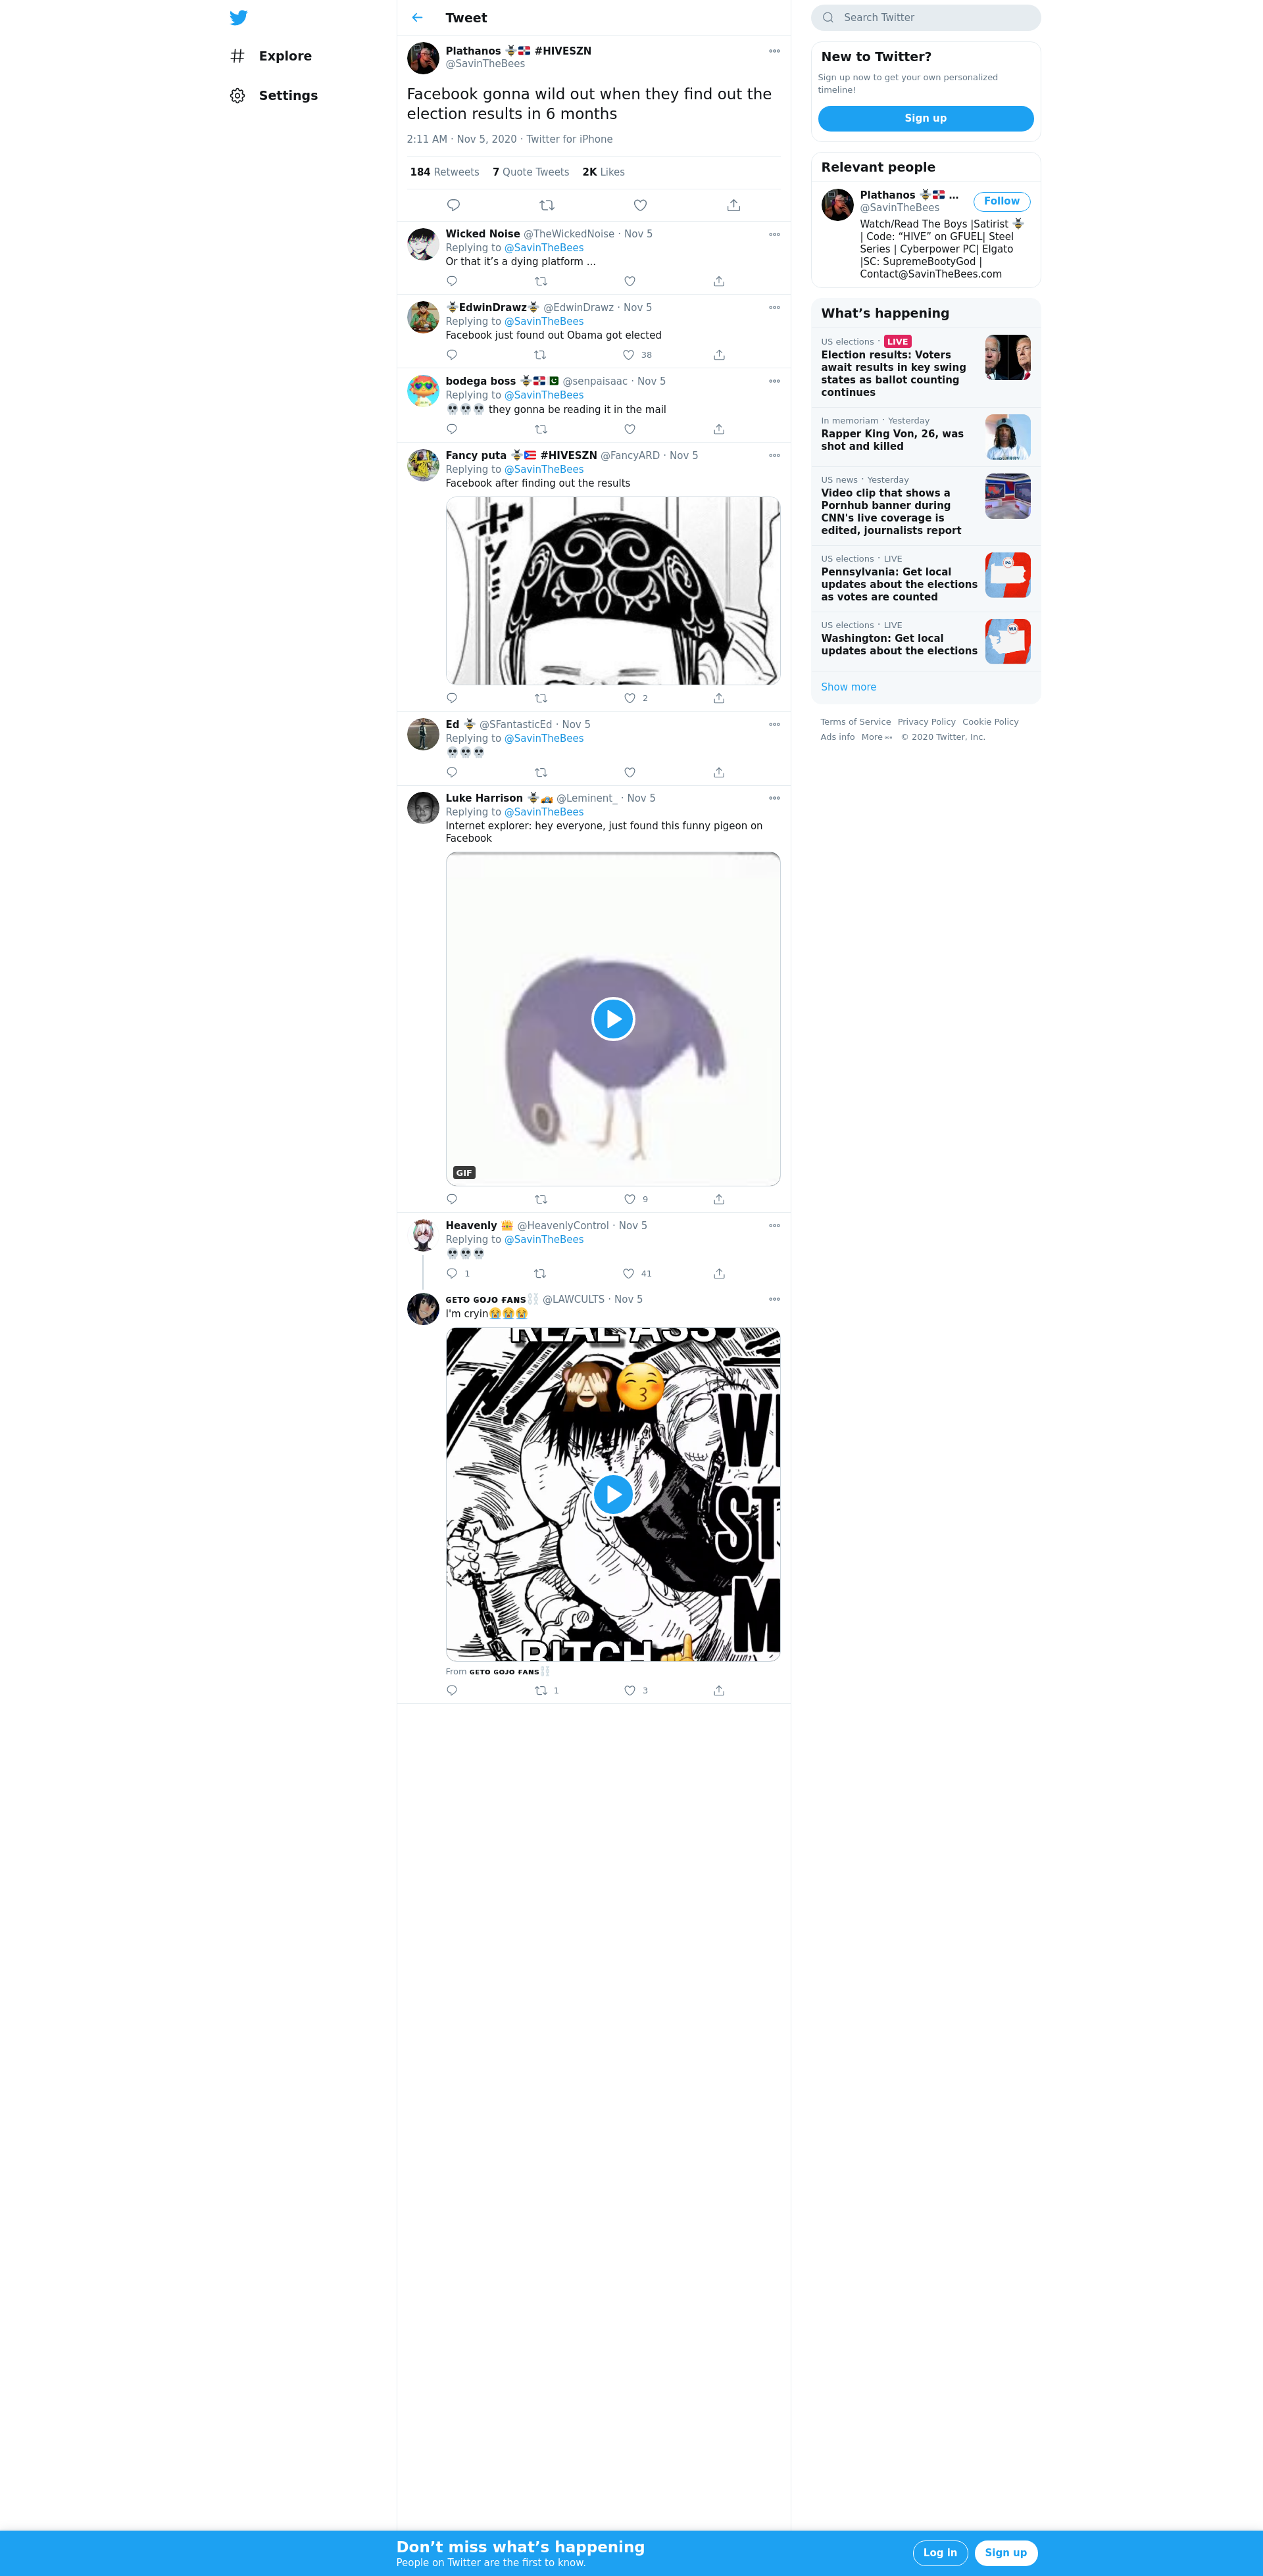 Explore
Settings
Tweet
Plathanos 🐝🇩🇴 #HIVESZN
@SavinTheBees
Facebook gonna wild out when they find out the
election results in 6 months
2:11 AM · Nov 5, 2020 · Twitter for iPhone
184 Retweets 7 Quote Tweets 2K Likes
Wicked Noise @TheWickedNoise · Nov 5
Replying to @SavinTheBees
Or that it’s a dying platform ...
🐝EdwinDrawz🐝 @EdwinDrawz · Nov 5
Replying to @SavinTheBees
Facebook just found out Obama got elected
38
bodega boss 🐝🇩🇴🇵🇰 @senpaisaac · Nov 5
Replying to @SavinTheBees
💀💀💀 they gonna be reading it in the mail
Fancy puta 🐝🇵🇷 #HIVESZN @FancyARD · Nov 5
Replying to @SavinTheBees
Facebook after finding out the results
2
Ed 🐝 @SFantasticEd · Nov 5
Replying to @SavinTheBees
💀💀💀
Luke Harrison 🐝🛻 @Leminent_ · Nov 5
Replying to @SavinTheBees
Internet explorer: hey everyone, just found this funny pigeon on
Facebook
GIF
9
Heavenly 👑 @HeavenlyControl · Nov 5
Replying to @SavinTheBees
💀💀💀
1 41
ɢᴇᴛᴏ ɢᴏᴊᴏ ғᴀɴs⛓ @LAWCULTS · Nov 5
I'm cryin😭😭😭
REAL ASS
BITCH
From ɢᴇᴛᴏ ɢᴏᴊᴏ ғᴀɴs⛓
1 3
Search Twitter
New to Twitter?
Sign up now to get your own personalized
timeline!
Sign up
Relevant people
Plathanos 🐝🇩🇴 ...
@SavinTheBees
Follow
Watch/Read The Boys |Satirist 🐝
| Code: “HIVE” on GFUEL| Steel
Series | Cyberpower PC| Elgato
|SC: SupremeBootyGod |
Contact@SavinTheBees.com
What’s happening
US elections · LIVE
Election results: Voters
await results in key swing
states as ballot counting
continues
In memoriam · Yesterday
Rapper King Von, 26, was
shot and killed
US news · Yesterday
Video clip that shows a
Pornhub banner during
CNN's live coverage is
edited, journalists report
US elections · LIVE
Pennsylvania: Get local
updates about the elections
as votes are counted
PA
US elections · LIVE
Washington: Get local
updates about the elections
WA
Show more
Terms of Service Privacy Policy Cookie Policy
Ads info More ••• © 2020 Twitter, Inc.
Don’t miss what’s happening
People on Twitter are the first to know.
Log in
Sign up